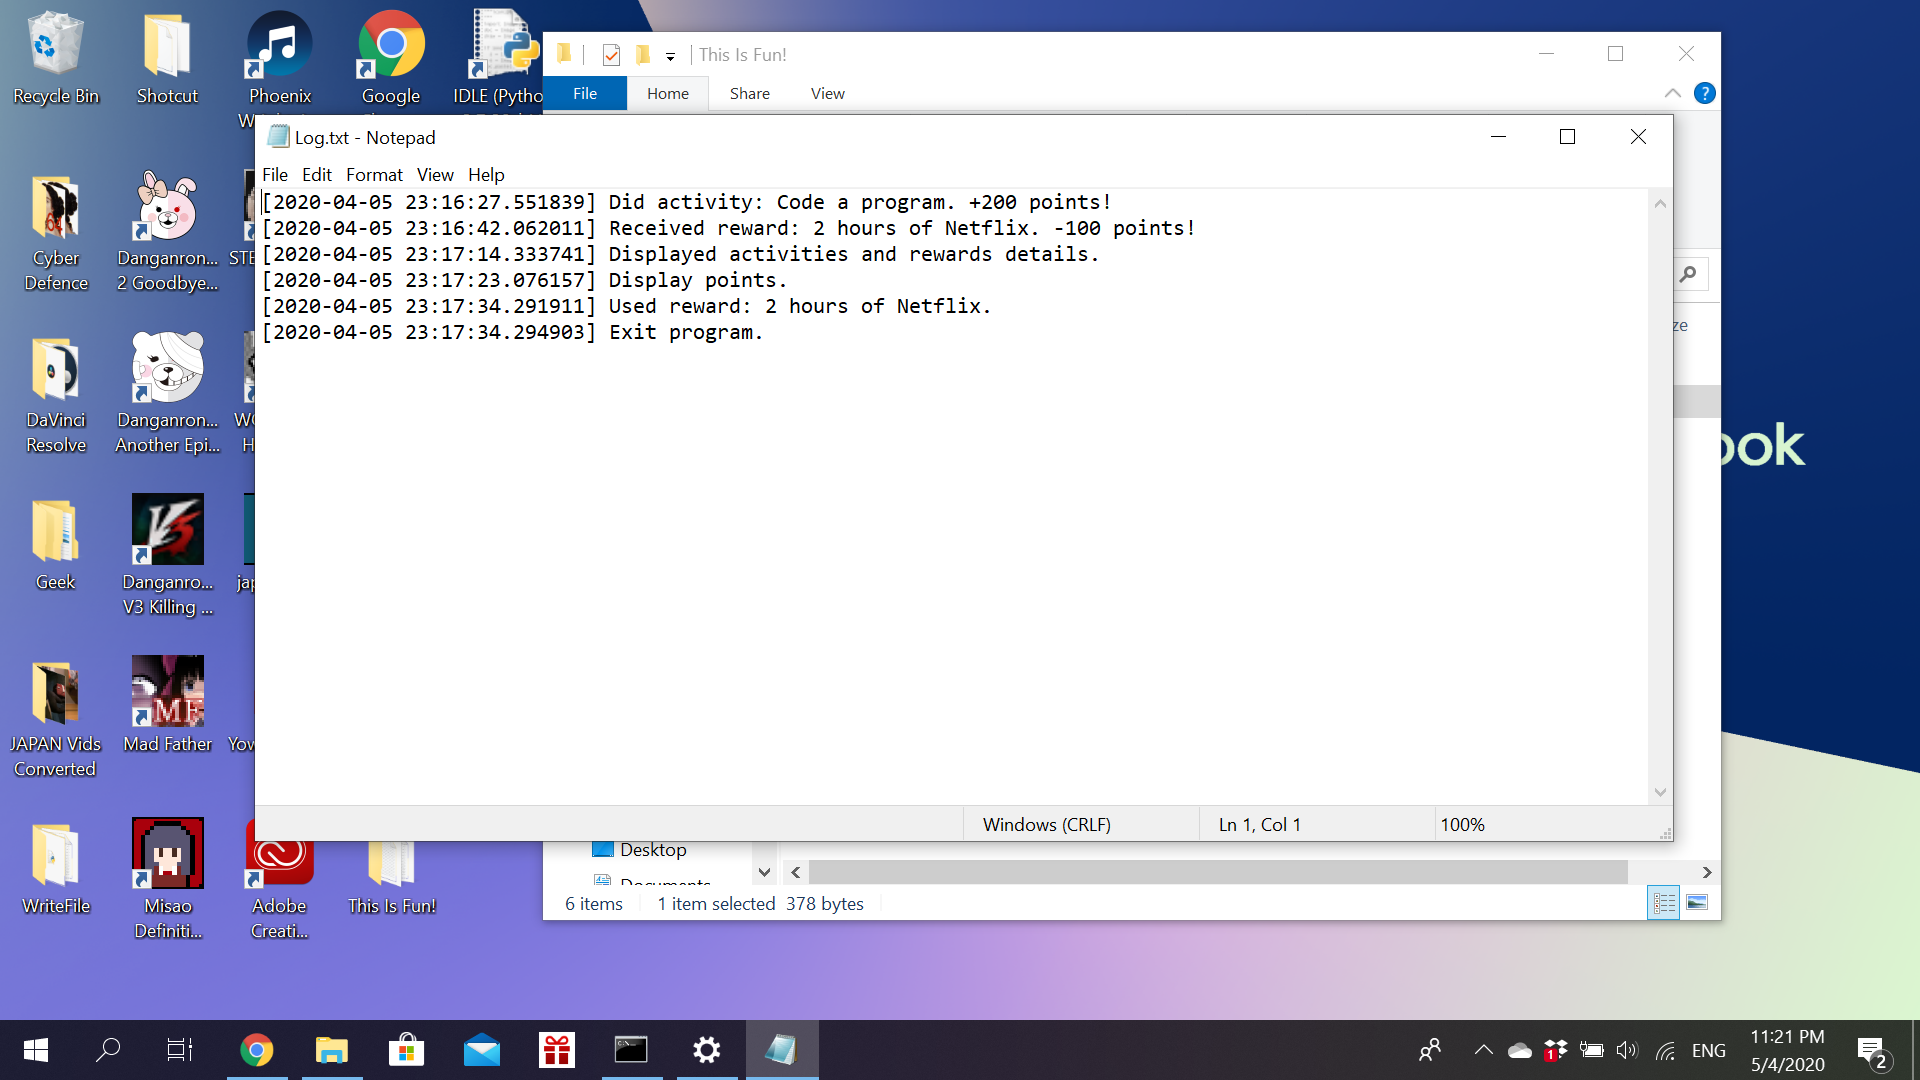 Recycle Bin
Shotcut
Phoenix
Google
IDLE (Pytho
This Is Fun!
File Home Share View
Log.txt - Notepad
File Edit Format View Help
[2020-04-05 23:16:27.551839] Did activity: Code a program. +200 points!
[2020-04-05 23:16:42.062011] Received reward: 2 hours of Netflix. -100 points!
[2020-04-05 23:17:14.333741] Displayed activities and rewards details.
[2020-04-05 23:17:23.076157] Display points.
[2020-04-05 23:17:34.291911] Used reward: 2 hours of Netflix.
[2020-04-05 23:17:34.294903] Exit program.
Windows (CRLF)
Ln 1, Col 1
100%
Cyber
Defence
Danganron...
2 Goodbye...
STE
ze
DaVinci
Resolve
Danganron...
Another Epi...
H
ook
Geek
Danganro...
V3 Killing ...
jap
JAPAN Vids
Converted
ME
Mad Father
Yow
WriteFile
Misao
Definiti...
Adobe
Creati...
This Is Fun!
Desktop
Documents
6 items
1 item selected 378 bytes
1
ENG
11:21 PM
5/4/2020
2